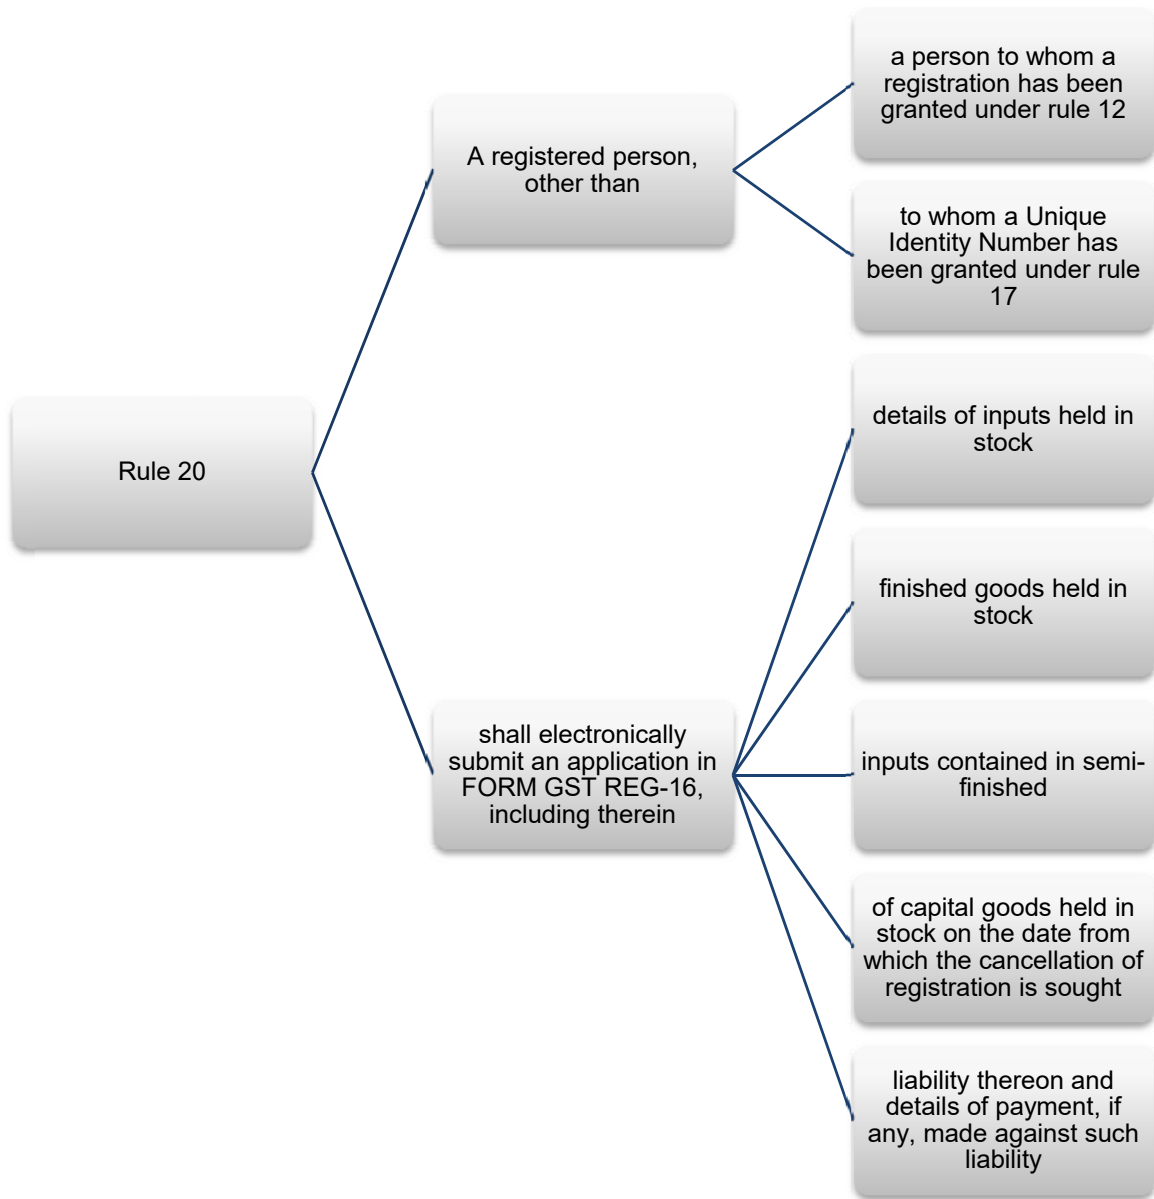 Rule 20
A registered person,
other than
a person to whom a
registration has been
granted under rule 12
to whom a Unique
Identity Number has
been granted under rule
17
shall electronically
submit an application in
FORM GST REG-16,
including therein
details of inputs held in
stock
finished goods held in
stock
inputs contained in semi-
finished
of capital goods held in
stock on the date from
which the cancellation of
registration is sought
liability thereon and
details of payment, if
any, made against such
liability